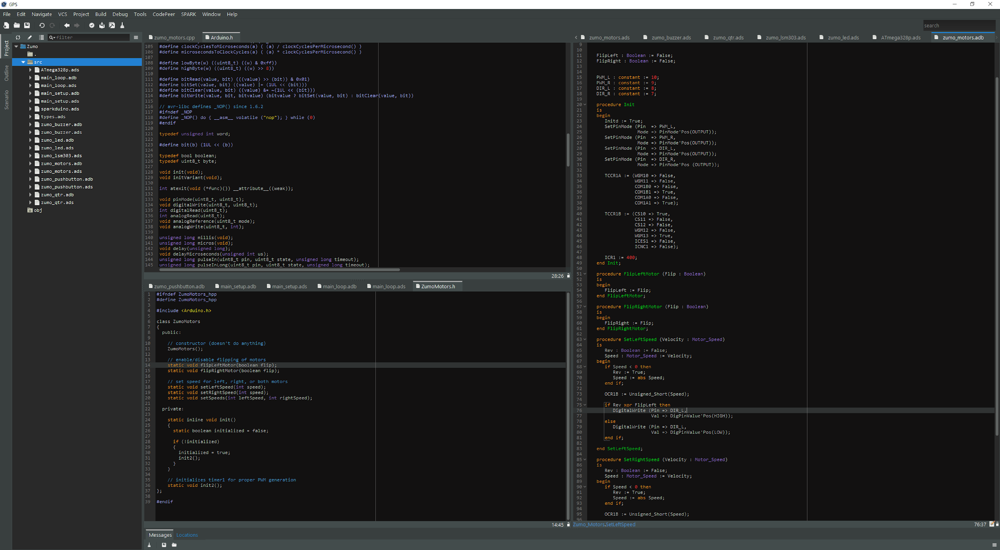 GPS
File Edit Navigate VCS Project Build Debug Tools CodePeer SPARK Window Help
search
Project
Outline
Scenario
filter
Zumo
.
src
ATmega328p.ads
main_loop.adb
main_loop.ads
main_setup.adb
main_setup.ads
sparkduino.ads
types.ads
zumo_buzzer.adb
zumo_buzzer.ads
zumo_led.adb
zumo_led.ads
zumo_lsm303.ads
zumo_motors.adb
zumo_motors.ads
zumo_pushbutton.adb
zumo_pushbutton.ads
zumo_qtr.adb
zumo_qtr.ads
obj
zumo_motors.cpp Arduino.h
105 #define clockCyclesToMicroseconds(a) ( (a) / clockCyclesPerMicrosecond() )
106 #define microsecondsToClockCycles(a) ( (a) * clockCyclesPerMicrosecond() )
107
108 #define lowByte(w) ((uint8_t) ((w) & 0xff))
109 #define highByte(w) ((uint8_t) ((w) >> 8))
110
111 #define bitRead(value, bit) (((value) >> (bit)) & 0x01)
112 #define bitSet(value, bit) ((value) |= (1UL << (bit)))
113 #define bitClear(value, bit) ((value) &= ~(1UL << (bit)))
114 #define bitWrite(value, bit, bitvalue) (bitvalue ? bitSet(value, bit) : bitClear(value, bit))
115
116 // avr-libc defines _NOP() since 1.6.2
117 #ifndef _NOP
118 #define _NOP() do { __asm__ volatile ("nop"); } while (0)
119 #endif
120
121 typedef unsigned int word;
122
123 #define bit(b) (1UL << (b))
124
125 typedef bool boolean;
126 typedef uint8_t byte;
127
128 void init(void);
129 void initVariant(void);
130
131 int atexit(void (*func)()) __attribute__((weak));
132
133 void pinMode(uint8_t, uint8_t);
134 void digitalWrite(uint8_t, uint8_t);
135 int digitalRead(uint8_t);
136 int analogRead(uint8_t);
137 void analogReference(uint8_t mode);
138 void analogWrite(uint8_t, int);
139
140 unsigned long millis(void);
141 unsigned long micros(void);
142 void delay(unsigned long);
143 void delayMicroseconds(unsigned int us);
144 unsigned long pulseIn(uint8_t pin, uint8_t state, unsigned long timeout);
145 unsigned long pulseInLong(uint8_t pin, uint8_t state, unsigned long timeout);
28:26
zumo_pushbutton.adb main_setup.adb main_setup.ads main_loop.adb main_loop.ads ZumoMotors.h
1 #ifndef ZumoMotors_hpp
2 #define ZumoMotors_hpp
3
4 #include <Arduino.h>
5
6 class ZumoMotors
7 {
8 public:
9
10 // constructor (doesn't do anything)
11 ZumoMotors();
12
13 // enable/disable flipping of motors
14 static void flipLeftMotor(boolean flip);
15 static void flipRightMotor(boolean flip);
16
17 // set speed for left, right, or both motors
18 static void setLeftSpeed(int speed);
19 static void setRightSpeed(int speed);
20 static void setSpeeds(int leftSpeed, int rightSpeed);
21
22 private:
23
24 static inline void init()
25 {
26 static boolean initialized = false;
27
28 if (!initialized)
29 {
30 initialized = true;
31 init2();
32 }
33 }
34
35 // initializes timer1 for proper PWM generation
36 static void init2();
37 };
38
39 #endif
14:45
Messages Locations
zumo_motors.ads zumo_buzzer.ads zumo_qtr.ads zumo_lsm303.ads zumo_led.ads ATmega328p.ads zumo_motors.adb
9
10
11 FlipLeft : Boolean := False;
12 FlipRight : Boolean := False;
13
14
15 PWM_L : constant := 10;
16 PWM_R : constant := 9;
17 DIR_L : constant := 8;
18 DIR_R : constant := 7;
19
20 procedure Init
21 is
22 begin
23 Initd := True;
24 SetPinMode (Pin => PWM_L,
25 Mode => PinMode'Pos(OUTPUT));
26 SetPinMode (Pin => PWM_R,
27 Mode => PinMode'Pos(OUTPUT));
28 SetPinMode (Pin => DIR_L,
29 Mode => PinMode'Pos(OUTPUT));
30 SetPinMode (Pin => DIR_R,
31 Mode => PinMode'Pos (OUTPUT));
32
33 TCCR1A := (WGM10 => False,
34 WGM11 => False,
35 COM1B0 => False,
36 COM1B1 => True,
37 COM1A0 => False,
38 COM1A1 => True);
39
40 TCCR1B := (CS10 => True,
41 CS11 => False,
42 CS12 => False,
43 WGM12 => False,
44 WGM13 => True,
45 ICES1 => False,
46 ICNC1 => False);
47
48 ICR1 := 400;
49 end Init;
50
51 procedure FlipLeftMotor (Flip : Boolean)
52 is
53 begin
54 FlipLeft := Flip;
55 end FlipLeftMotor;
56
57 procedure FlipRightMotor (Flip : Boolean)
58 is
59 begin
60 FlipRight := Flip;
61 end FlipRightMotor;
62
63 procedure SetLeftSpeed (Velocity : Motor_Speed)
64 is
65 Rev : Boolean := False;
66 Speed : Motor_Speed := Velocity;
67 begin
68 if Speed < 0 then
69 Rev := True;
70 Speed := abs Speed;
71 end if;
72
73 OCR1B := Unsigned_Short(Speed);
74
75 if Rev xor FlipLeft then
76 DigitalWrite (Pin => DIR_L,
77 Val => DigPinValue'Pos(HIGH));
78 else
79 DigitalWrite (Pin => DIR_L,
80 Val => DigPinValue'Pos(LOW));
81 end if;
82
83 end SetLeftSpeed;
84
85 procedure SetRightSpeed (Velocity : Motor_Speed)
86 is
87 Rev : Boolean := False;
88 Speed : Motor_Speed := Velocity;
89 begin
90 if Speed < 0 then
91 Rev := True;
92 Speed := abs Speed;
93 end if;
94
95 OCR1B := Unsigned_Short(Speed);
96
Zumo_Motors.SetLeftSpeed
76:37